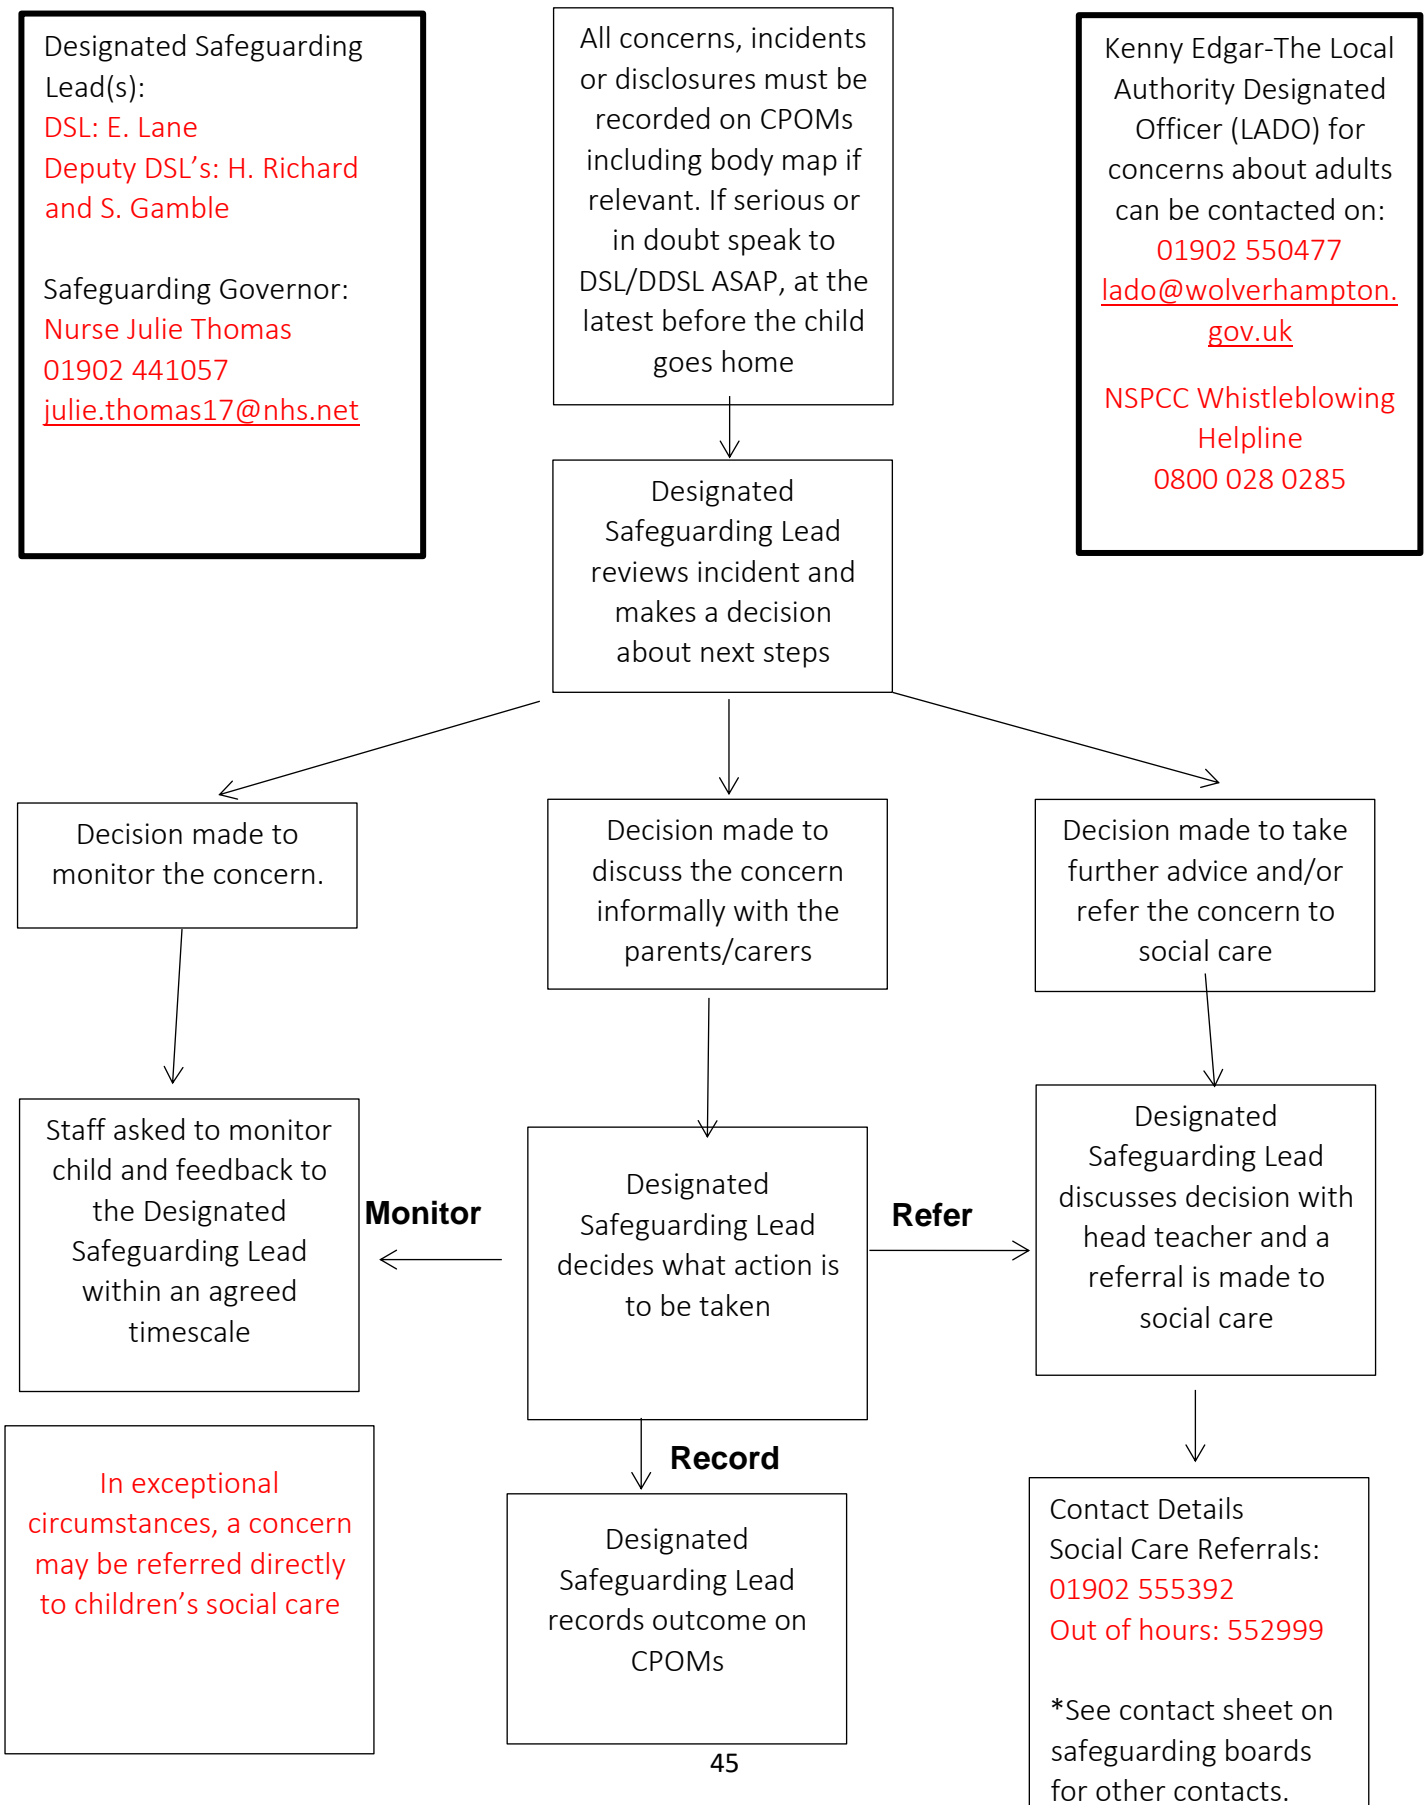 Designated Safeguarding
Lead(s):
DSL: E. Lane
Deputy DSL’s: H. Richard
and S. Gamble
Safeguarding Governor:
Nurse Julie Thomas
01902 441057
julie.thomas17@nhs.net
All concerns, incidents
or disclosures must be
recorded on CPOMs
including body map if
relevant. If serious or
in doubt speak to
DSL/DDSL ASAP, at the
latest before the child
goes home
Kenny Edgar-The Local
Authority Designated
Officer (LADO) for
concerns about adults
can be contacted on:
01902 550477
lado@wolverhampton.
gov.uk
NSPCC Whistleblowing
Helpline
0800 028 0285
Designated
Safeguarding Lead
reviews incident and
makes a decision
about next steps
Decision made to
monitor the concern.
Decision made to
discuss the concern
informally with the
parents/carers
Decision made to take
further advice and/or
refer the concern to
social care
Staff asked to monitor
child and feedback to
the Designated
Safeguarding Lead
within an agreed
timescale
Monitor
Designated
Safeguarding Lead
decides what action is
to be taken
Refer
Designated
Safeguarding Lead
discusses decision with
head teacher and a
referral is made to
social care
In exceptional
circumstances, a concern
may be referred directly
to children’s social care
Record
Designated
Safeguarding Lead
records outcome on
CPOMs
Contact Details
Social Care Referrals:
01902 555392
Out of hours: 552999
*See contact sheet on
safeguarding boards
for other contacts.
45